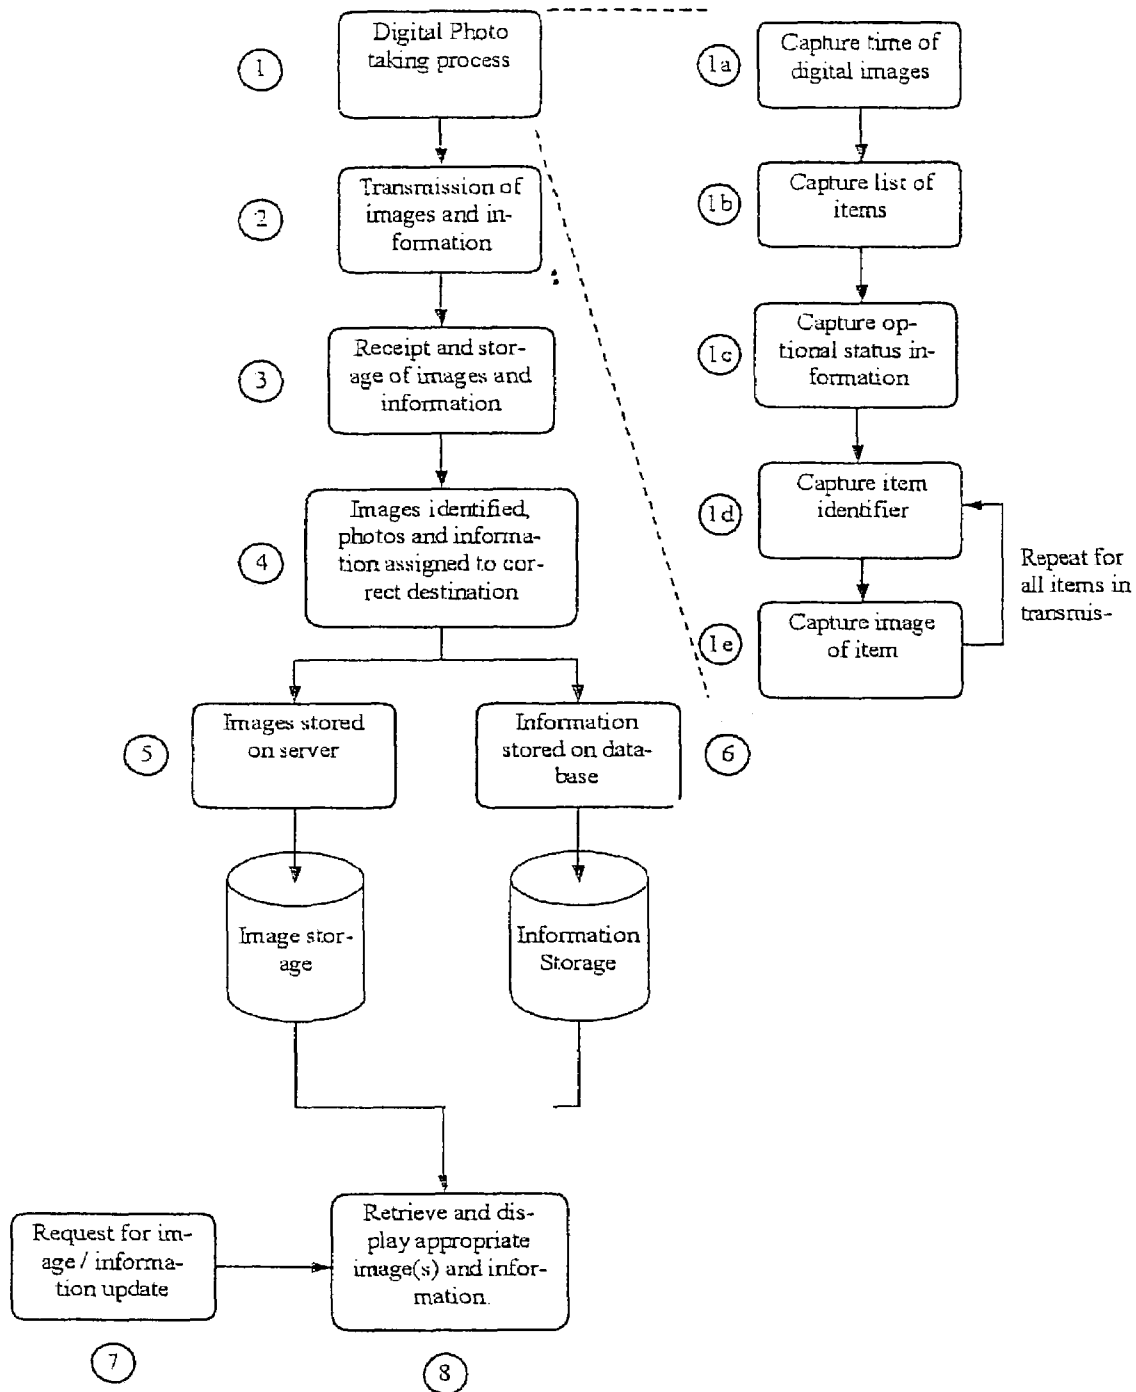 1
Digital Photo
taking process
2
Transmission of
images and in-
formation
3
Receipt and stor-
age of images and
information
4
Images identified,
photos and informa-
tion assigned to cor-
rect destination
5
Images stored
on server
Information
stored on data-
base
6
Image stor-
age
Information
Storage
Request for im-
age / informa-
tion update
7
Retrieve and dis-
play appropriate
image(s) and infor-
mation.
8
1a
Capture time of
digital images
1b
Capture list of
items
1c
Capture op-
tional status in-
formation
1d
Capture item
identifier
1e
Capture image
of item
Repeat for
all items in
transmis-